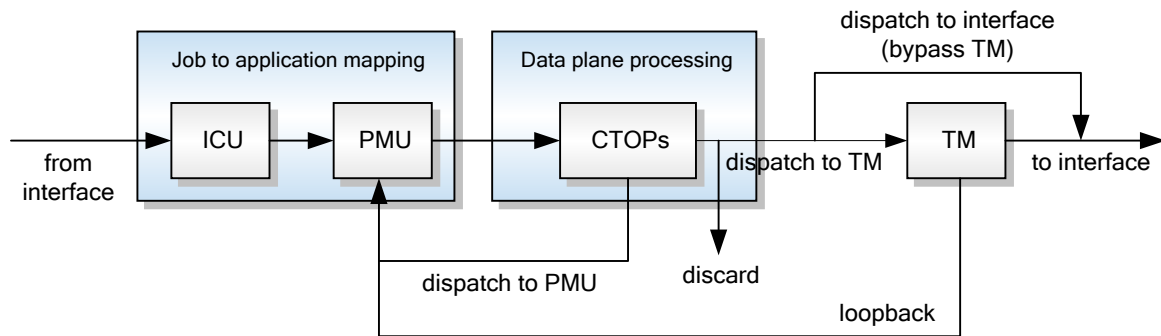 dispatch to interface
(bypass TM)
Job to application mapping
Data plane processing
ICU
PMU
CTOPs
TM
from
interface
dispatch to TM
to interface
dispatch to PMU
discard
loopback